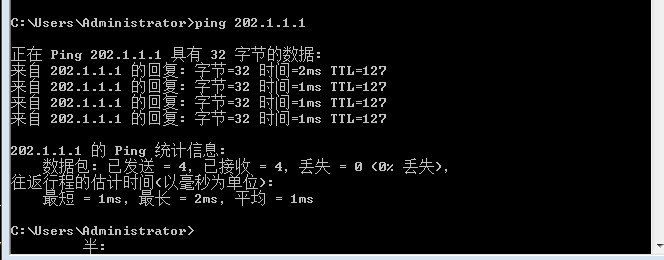 C:\Users\Administrator>ping 202.1.1.1
正在 Ping 202.1.1.1 具有 32 字节的数据:
来自 202.1.1.1 的回复: 字节=32 时间=2ms TTL=127
来自 202.1.1.1 的回复: 字节=32 时间=1ms TTL=127
来自 202.1.1.1 的回复: 字节=32 时间=1ms TTL=127
来自 202.1.1.1 的回复: 字节=32 时间=1ms TTL=127
202.1.1.1 的 Ping 统计信息:
数据包: 已发送 = 4, 已接收 = 4, 丢失 = 0 (0% 丢失),
往返行程的估计时间(以毫秒为单位):
最短 = 1ms, 最长 = 2ms, 平均 = 1ms
C:\Users\Administrator>
半: